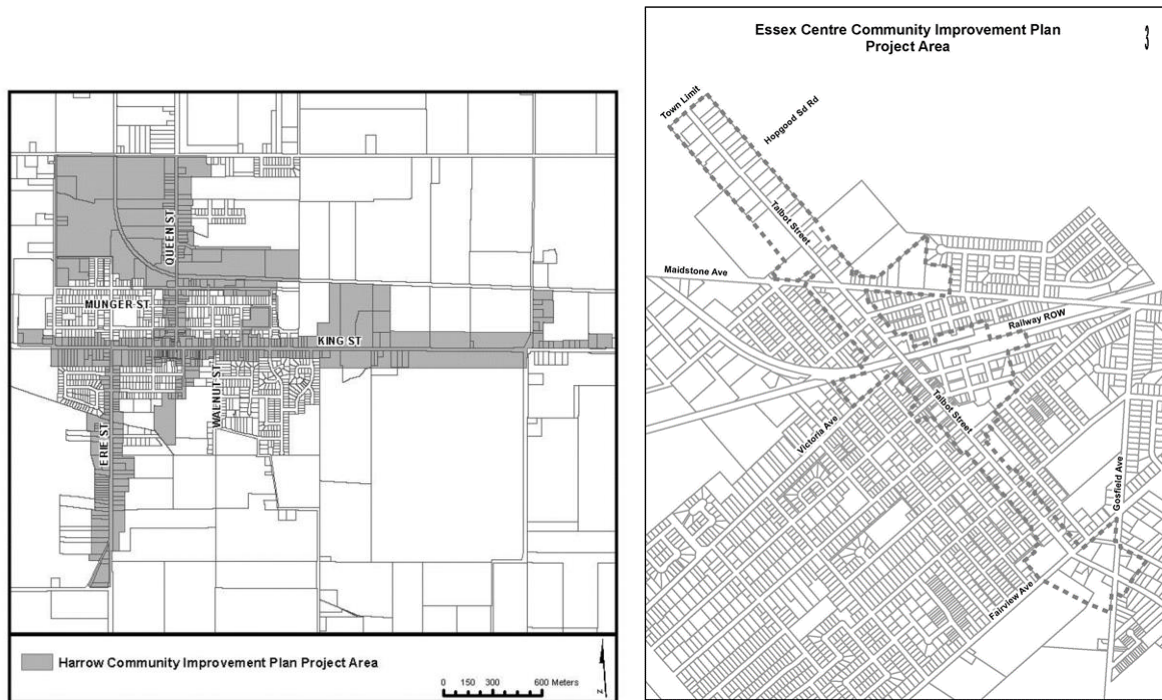 QUEEN ST
MUNGER ST
KING ST
WALNUT ST
ERIE ST
Harrow Community Improvement Plan Project Area
0 150 300 600 Meters
N
Essex Centre Community Improvement Plan
Project Area
3
Town Limit
Hopgood Sd Rd
Talbot Street
Maidstone Ave
Railway ROW
Talbot Street
Victoria Ave
Gosfield Ave
Fairview Ave